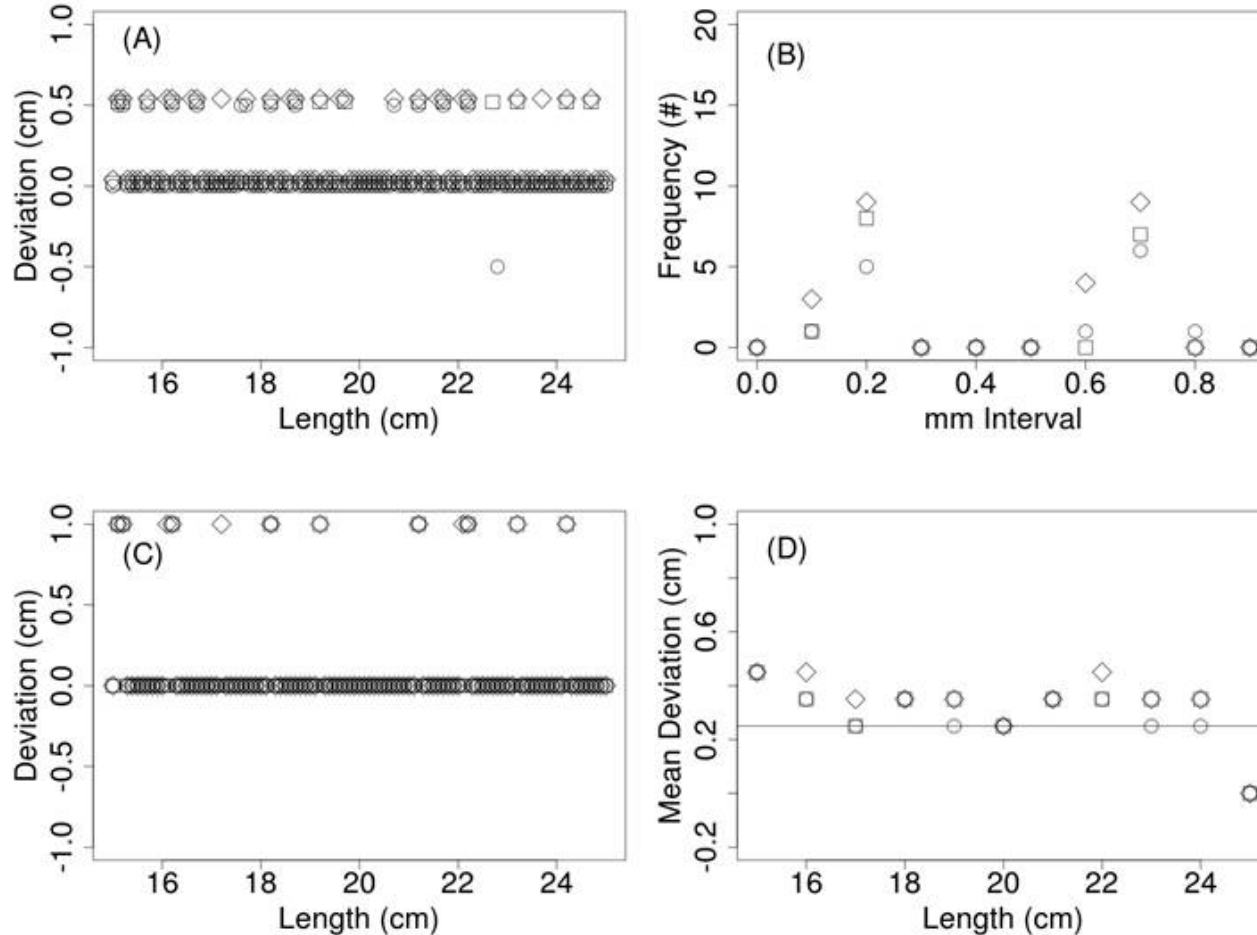 (A)
Deviation (cm)
1.0
0.5
0.0
-0.5
-1.0
16 18 20 22 24
Length (cm)
(B)
Frequency (#)
20
15
10
5
0
0.0 0.2 0.4 0.6 0.8
mm Interval
(C)
Deviation (cm)
1.0
0.5
0.0
-0.5
-1.0
16 18 20 22 24
Length (cm)
(D)
Mean Deviation (cm)
1.0
0.6
0.2
-0.2
16 18 20 22 24
Length (cm)